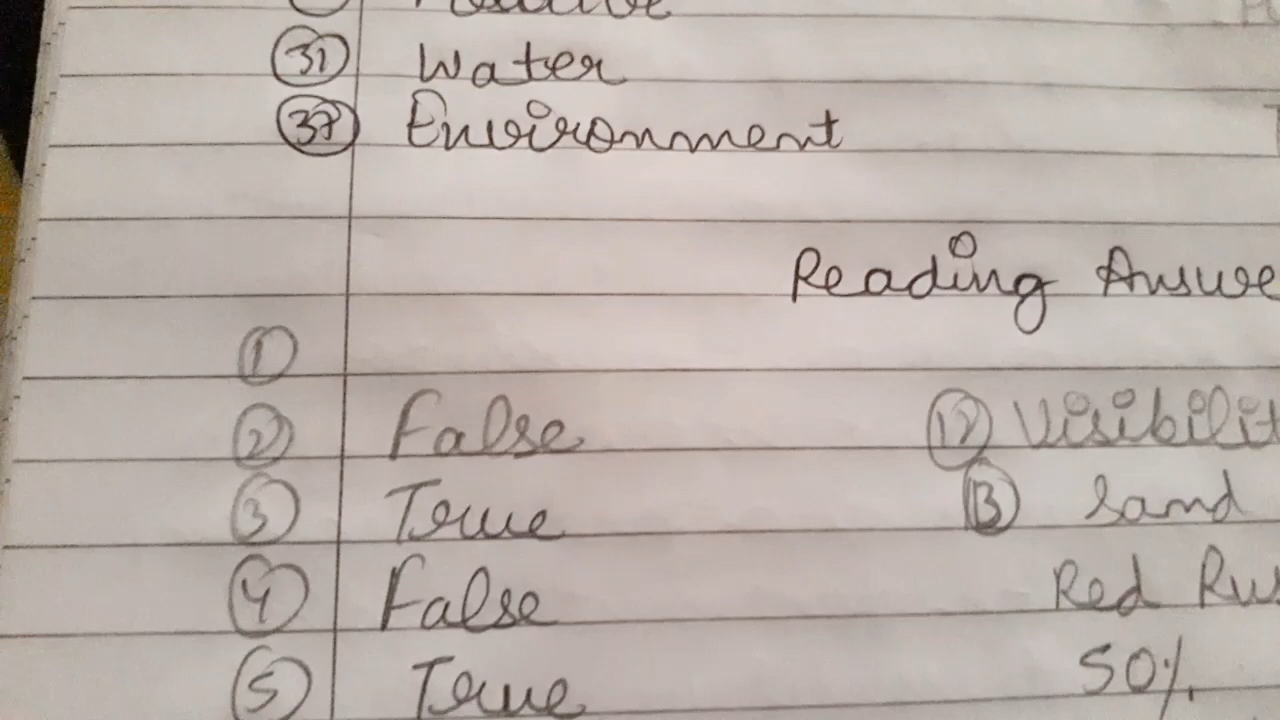 31 Water
37 Environment
Reading Answe
1
2 False 12 Visibilit
3 True 13 Sand
4 False Red Ru
5 True 50%